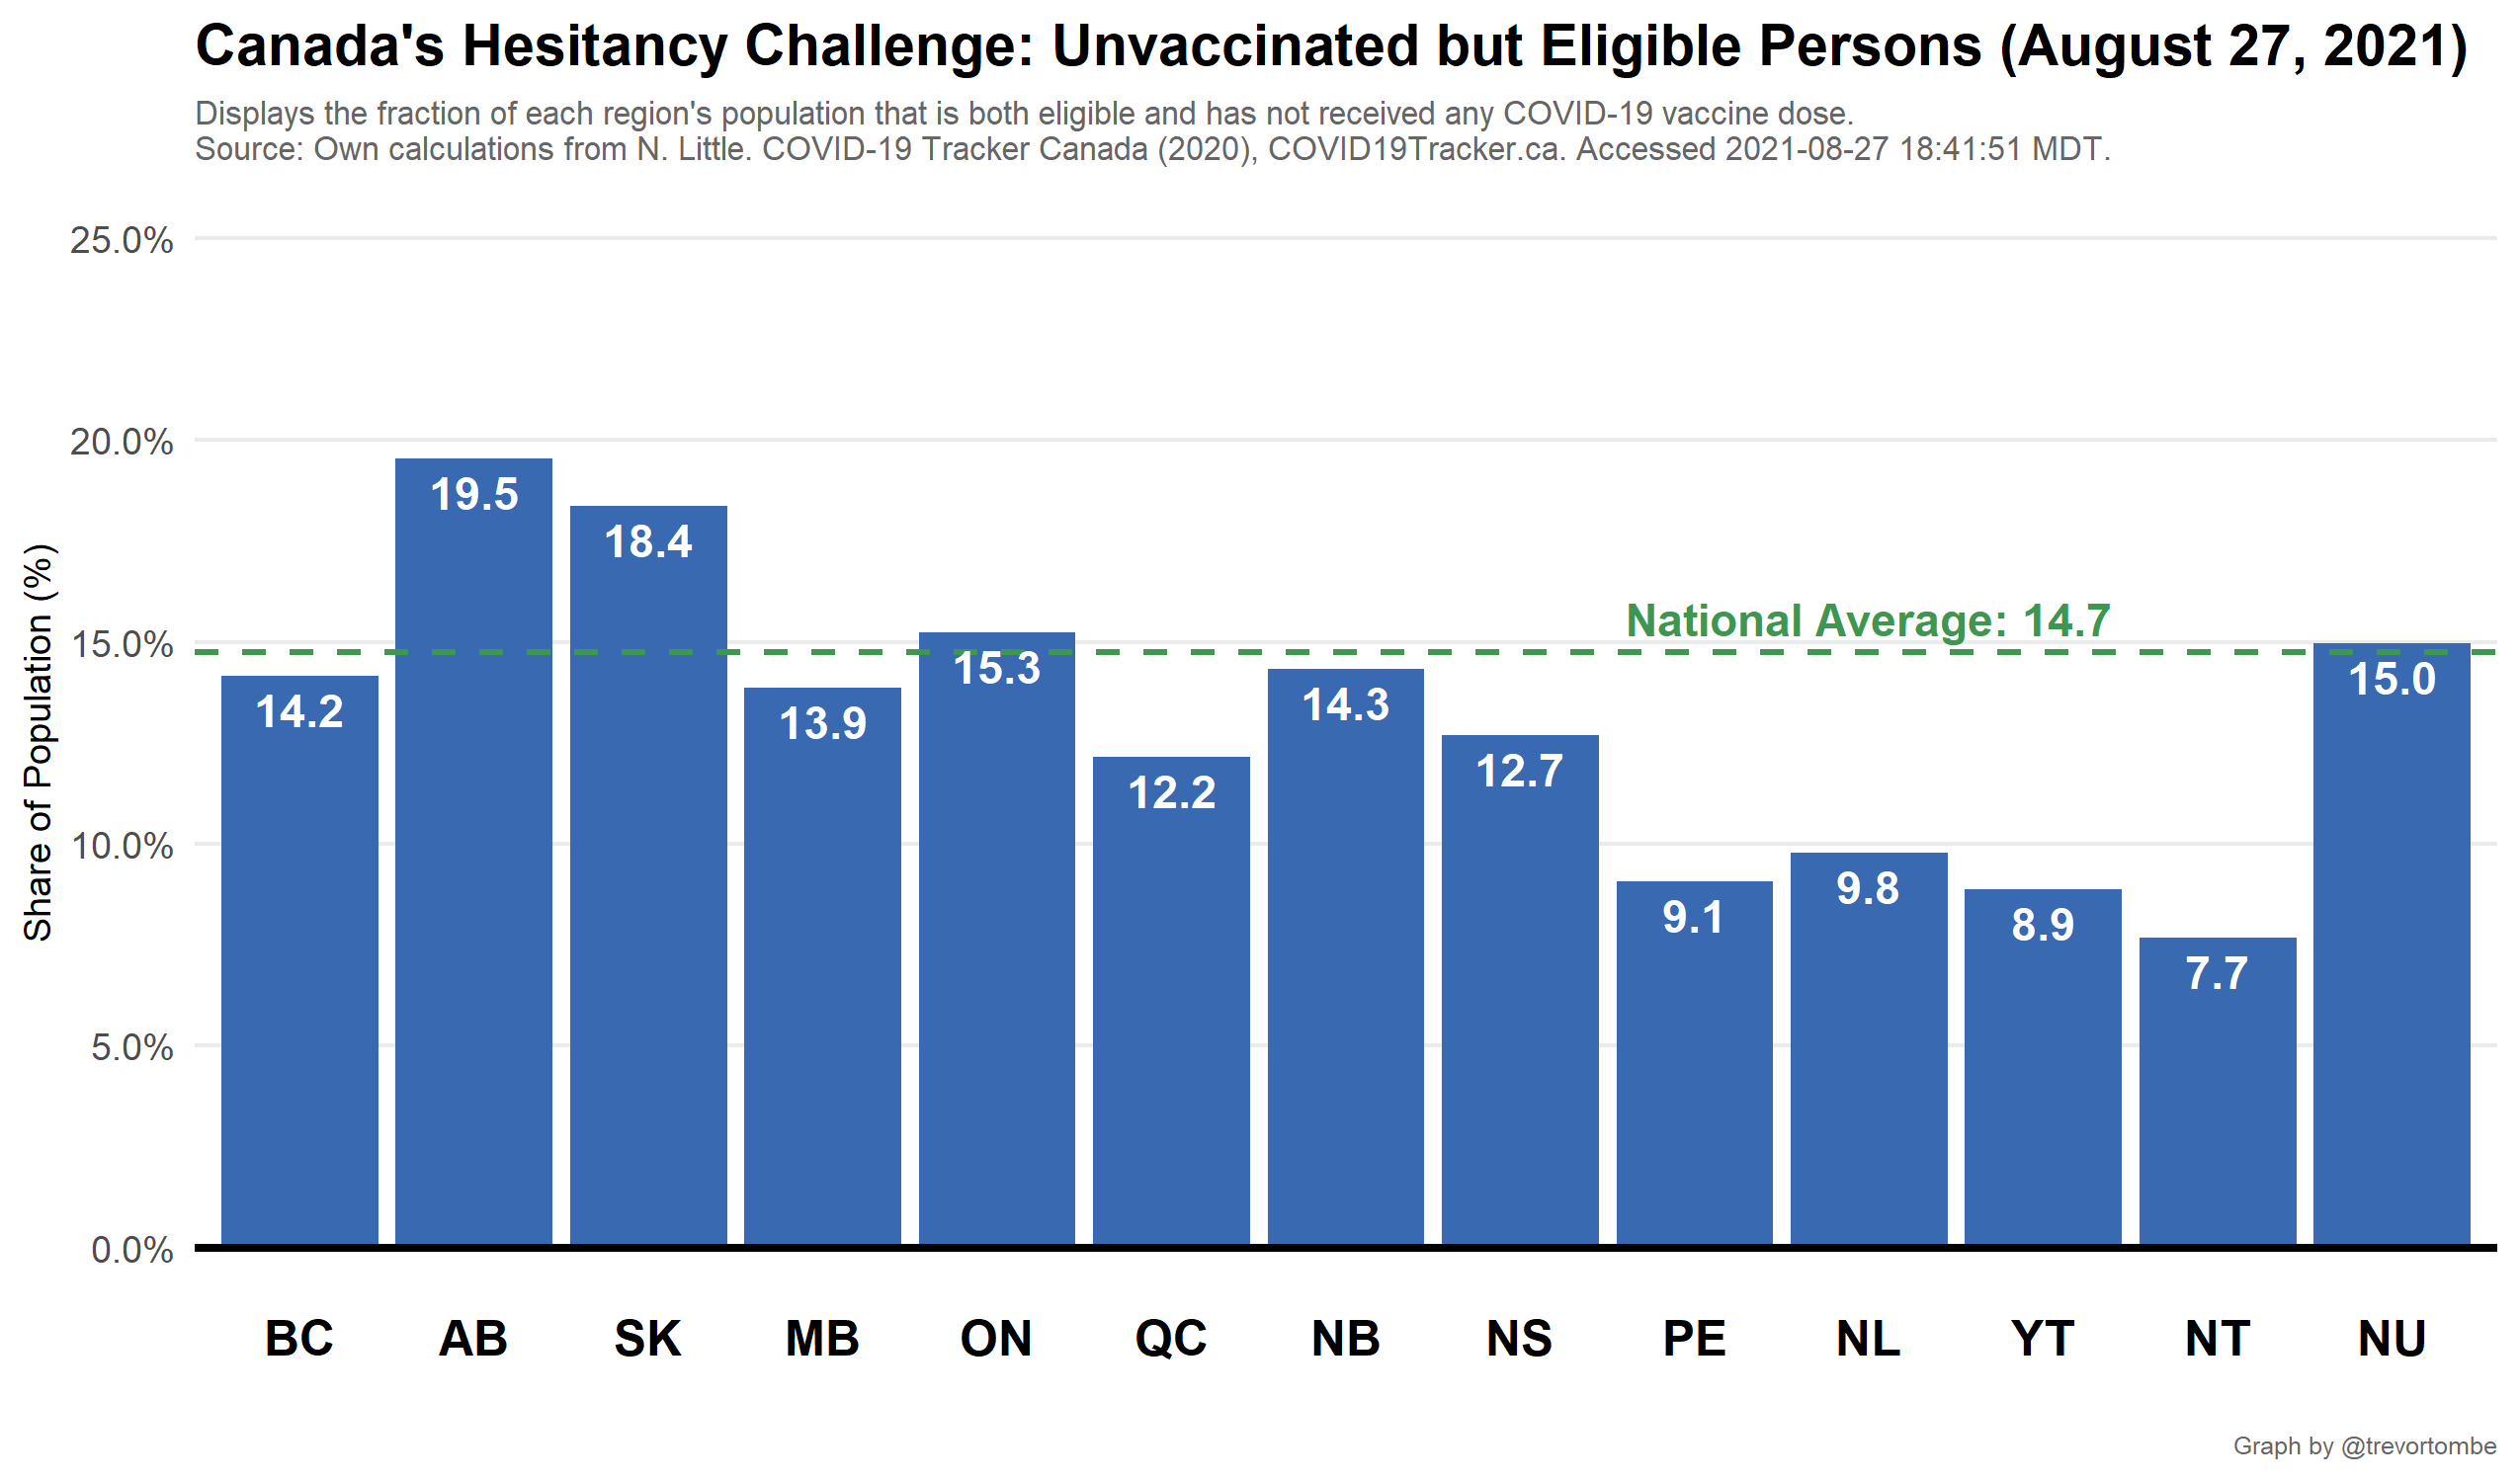 Canada's Hesitancy Challenge: Unvaccinated but Eligible Persons (August 27, 2021)
Displays the fraction of each region's population that is both eligible and has not received any COVID-19 vaccine dose.
Source: Own calculations from N. Little. COVID-19 Tracker Canada (2020), COVID19Tracker.ca. Accessed 2021-08-27 18:41:51 MDT.
Share of Population (%)
25.0%
20.0%
15.0%
10.0%
5.0%
0.0%
National Average: 14.7
14.2
19.5
18.4
13.9
15.3
12.2
14.3
12.7
9.1
9.8
8.9
7.7
15.0
BC AB SK MB ON QC NB NS PE NL YT NT NU
Graph by @trevortombe